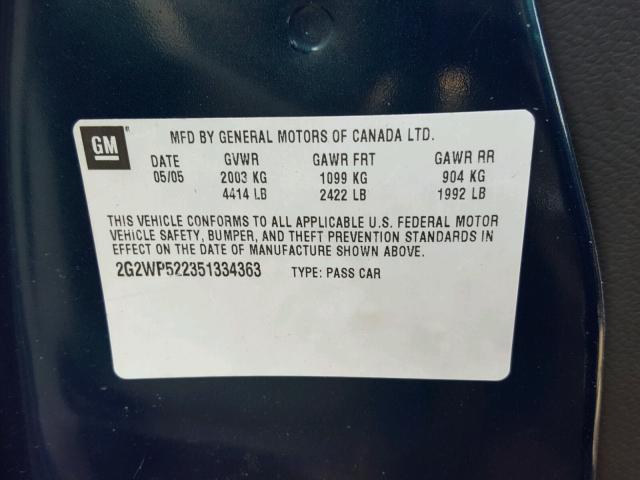 GM
MFD BY GENERAL MOTORS OF CANADA LTD.
DATE GVWR GAWR FRT GAWR RR
05/05 2003 KG 1099 KG 904 KG
4414 LB 2422 LB 1992 LB
THIS VEHICLE CONFORMS TO ALL APPLICABLE U.S. FEDERAL MOTOR
VEHICLE SAFETY, BUMPER, AND THEFT PREVENTION STANDARDS IN
EFFECT ON THE DATE OF MANUFACTURE SHOWN ABOVE.
2G2WP522351334363 TYPE: PASS CAR